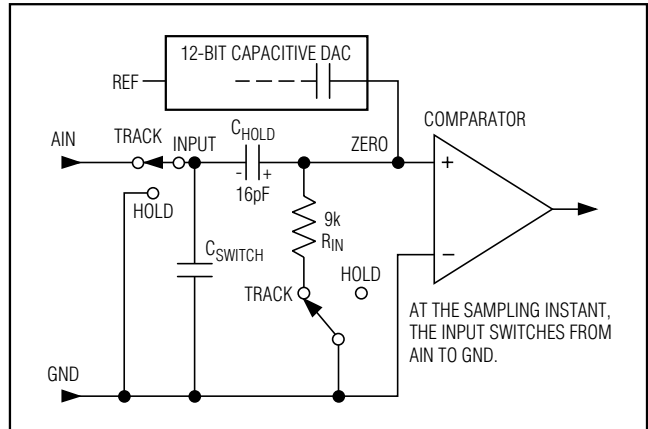 12-BIT CAPACITIVE DAC
REF
COMPARATOR
C_HOLD
ZERO
AIN
TRACK
INPUT
+
- +
16pF
HOLD
9k
R_IN
−
C_SWITCH
HOLD
TRACK
AT THE SAMPLING INSTANT,
THE INPUT SWITCHES FROM
AIN TO GND.
GND